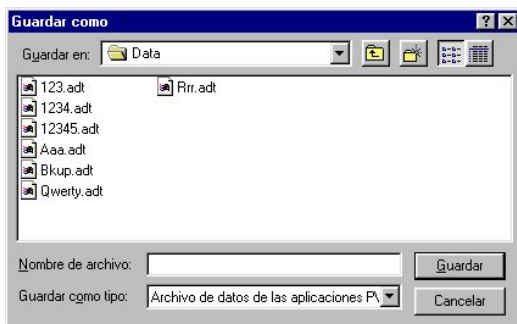 Guardar como
Guardar en: Data
123.adt
1234.adt
12345.adt
Aaa.adt
Bkup.adt
Qwerty.adt
Rrr.adt
Nombre de archivo:
Guardar
Guardar como tipo: Archivo de datos de las aplicaciones P\
Cancelar